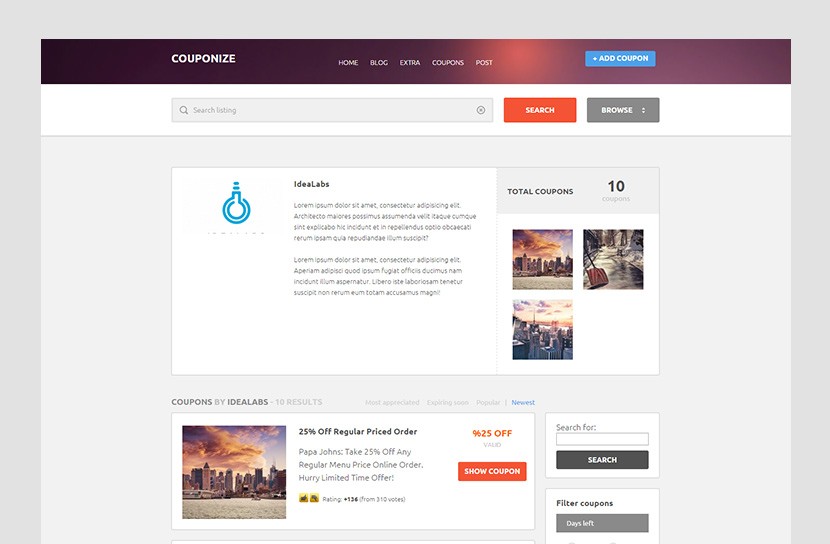 COUPONIZE
HOME BLOG EXTRA COUPONS POST
+ ADD COUPON
Search listing
SEARCH
BROWSE
IdeaLabs
Lorem ipsum dolor sit amet, consectetur adipisicing elit.
Architecto maiores possimus assumenda velit itaque cumque
sint explicabo hic incidunt et in repellendus optio obcaecati
rerum ipsam quia repudiandae illum suscipit?
Lorem ipsum dolor sit amet, consectetur adipisicing elit.
Aperiam adipisci quod ipsum fugiat officiis ducimus nam
incidunt illum aspernatur. Libero iste laboriosam tenetur
suscipit non rerum eum totam accusamus magni!
TOTAL COUPONS
10
coupons
COUPONS BY IDEALABS - 10 RESULTS
Most appreciated Expiring soon Popular | Newest
25% Off Regular Priced Order
Papa Johns: Take 25% Off Any
Regular Menu Price Online Order.
Hurry Limited Time Offer!
Rating: +136 (from 310 votes)
%25 OFF
VALID
SHOW COUPON
Search for:
SEARCH
Filter coupons
Days left